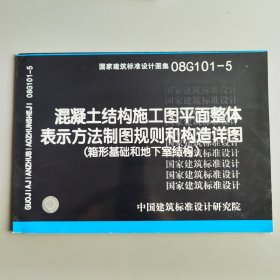 国家建筑标准设计图集 08G101-5
GUOJIAJIANZHUBIAOZHUNSHEJI 08G101-5
混凝土结构施工图平面整体
表示方法制图规则和构造详图
(箱形基础和地下室结构)
国家建筑标准设计
国家建筑标准设计
国家建筑标准设计
国家建筑标准设计
国家建筑标准设计
中国建筑标准设计研究院